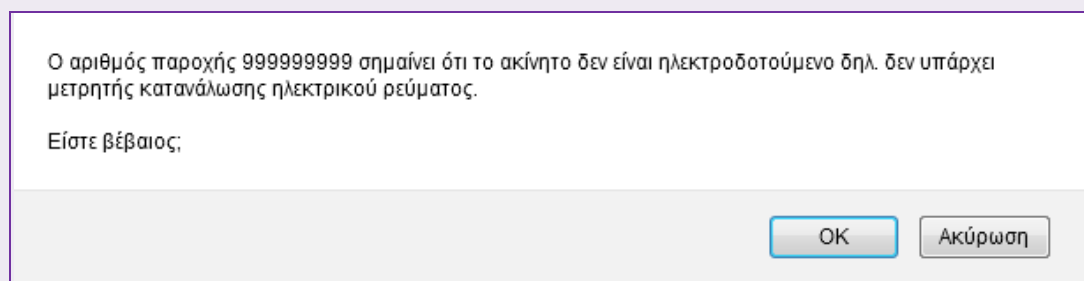 Ο αριθμός παροχής 999999999 σημαίνει ότι το ακίνητο δεν είναι ηλεκτροδοτούμενο δηλ. δεν υπάρχει
μετρητής κατανάλωσης ηλεκτρικού ρεύματος.
Είστε βέβαιος;
OK Ακύρωση